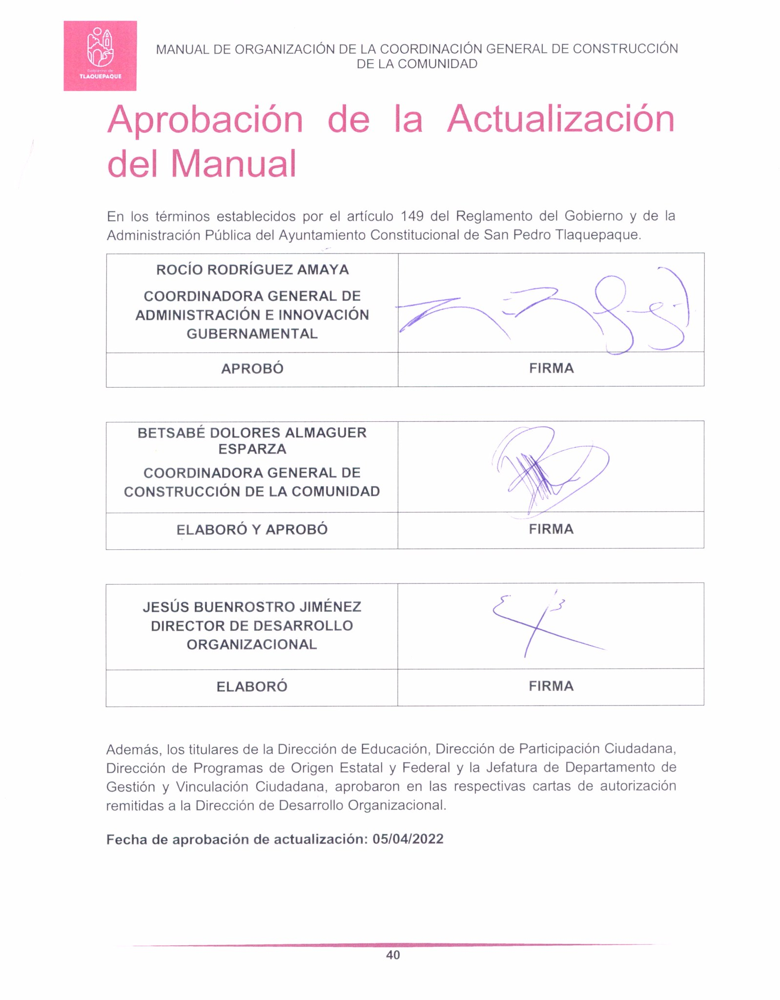 Gobierno de
TLAQUEPAQUE
MANUAL DE ORGANIZACIÓN DE LA COORDINACIÓN GENERAL DE CONSTRUCCIÓN
DE LA COMUNIDAD
Aprobación de la Actualización
del Manual
En los términos establecidos por el artículo 149 del Reglamento del Gobierno y de la
Administración Pública del Ayuntamiento Constitucional de San Pedro Tlaquepaque.
ROCÍO RODRÍGUEZ AMAYA
COORDINADORA GENERAL DE
ADMINISTRACIÓN E INNOVACIÓN
GUBERNAMENTAL
APROBÓ
FIRMA
BETSABÉ DOLORES ALMAGUER
ESPARZA
COORDINADORA GENERAL DE
CONSTRUCCIÓN DE LA COMUNIDAD
ELABORÓ Y APROBÓ
FIRMA
JESÚS BUENROSTRO JIMÉNEZ
DIRECTOR DE DESARROLLO
ORGANIZACIONAL
ELABORÓ
FIRMA
Además, los titulares de la Dirección de Educación, Dirección de Participación Ciudadana,
Dirección de Programas de Origen Estatal y Federal y la Jefatura de Departamento de
Gestión y Vinculación Ciudadana, aprobaron en las respectivas cartas de autorización
remitidas a la Dirección de Desarrollo Organizacional.
Fecha de aprobación de actualización: 05/04/2022
40